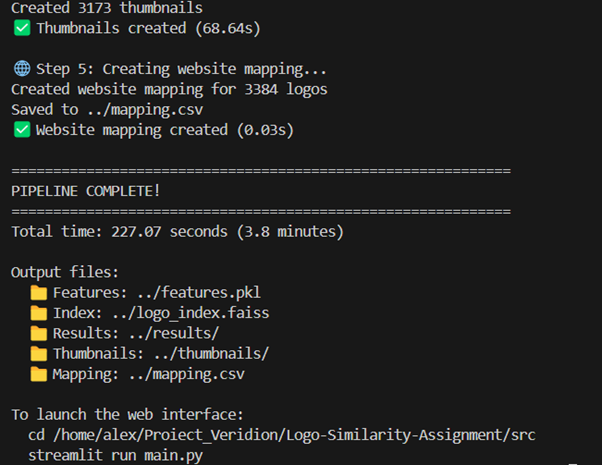 Created 3173 thumbnails
✅ Thumbnails created (68.64s)
🌐 Step 5: Creating website mapping...
Created website mapping for 3384 logos
Saved to ../mapping.csv
✅ Website mapping created (0.03s)
============================================================
PIPELINE COMPLETE!
============================================================
Total time: 227.07 seconds (3.8 minutes)
Output files:
📁 Features: ../features.pkl
📁 Index: ../logo_index.faiss
📁 Results: ../results/
📁 Thumbnails: ../thumbnails/
📁 Mapping: ../mapping.csv
To launch the web interface:
cd /home/alex/Proiect_Veridion/Logo-Similarity-Assignment/src
streamlit run main.py